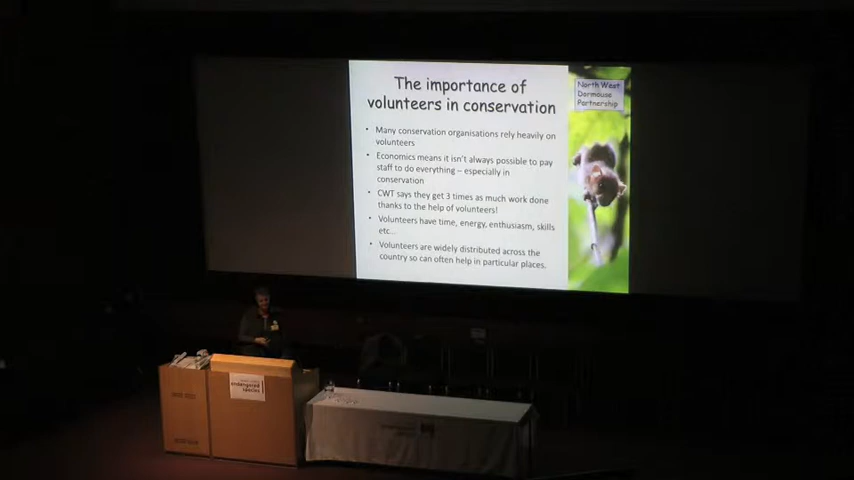 The importance of
volunteers in conservation
North West
Dormouse
Partnership
• Many conservation organisations rely heavily on
volunteers
• Economics means it isn't always possible to pay
staff to do everything – especially in
conservation
• CWT says they get 3 times as much work done
thanks to the help of volunteers!
• Volunteers have time, energy, enthusiasm, skills
etc...
• Volunteers are widely distributed across the
country so can often help in particular places.
endangered
species